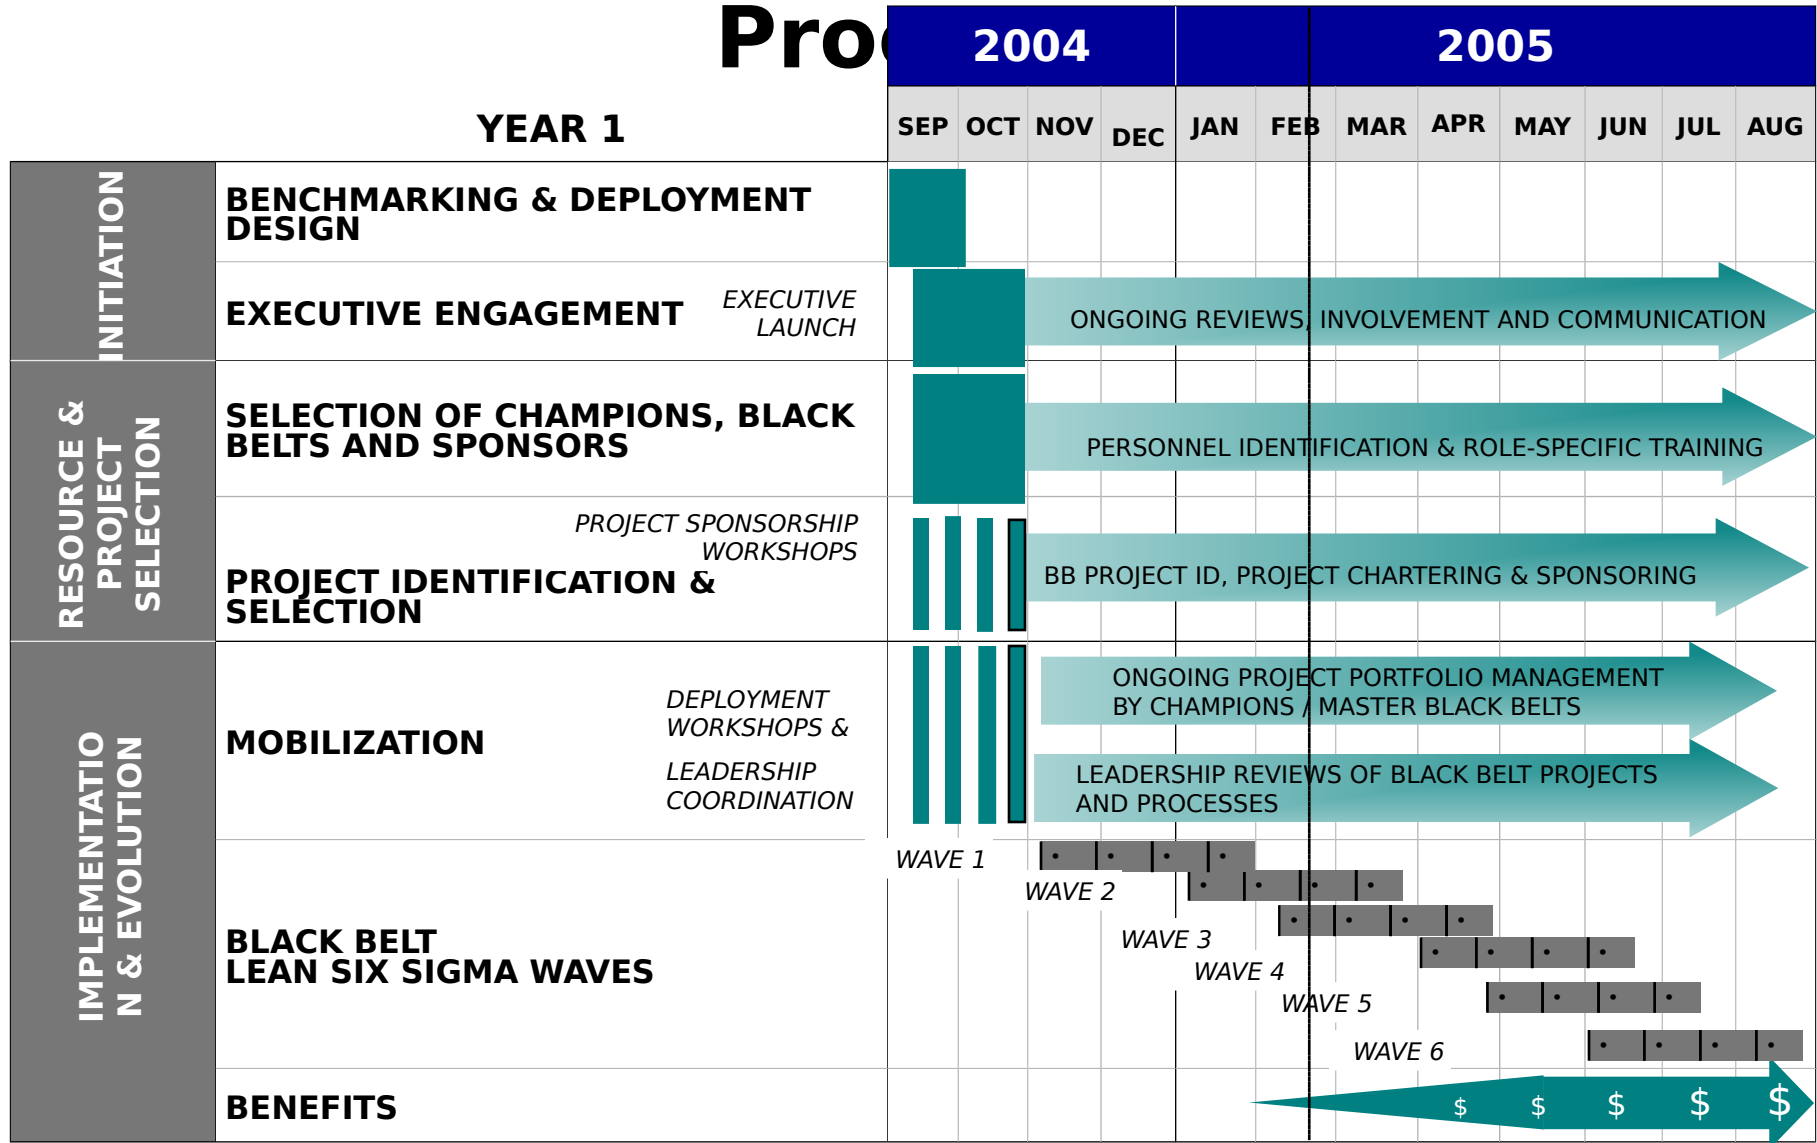 Proc
2004
2005
YEAR 1
SEP
OCT
NOV
DEC
JAN
FEB
MAR
APR
MAY
JUN
JUL
AUG
INITIATION
BENCHMARKING & DEPLOYMENT
DESIGN
EXECUTIVE ENGAGEMENT
EXECUTIVE
LAUNCH
ONGOING REVIEWS, INVOLVEMENT AND COMMUNICATION
RESOURCE &
PROJECT
SELECTION
SELECTION OF CHAMPIONS, BLACK
BELTS AND SPONSORS
PERSONNEL IDENTIFICATION & ROLE-SPECIFIC TRAINING
PROJECT SPONSORSHIP
WORKSHOPS
PROJECT IDENTIFICATION &
SELECTION
BB PROJECT ID, PROJECT CHARTERING & SPONSORING
IMPLEMENTATIO
N & EVOLUTION
MOBILIZATION
DEPLOYMENT
WORKSHOPS &
LEADERSHIP
COORDINATION
ONGOING PROJECT PORTFOLIO MANAGEMENT
BY CHAMPIONS / MASTER BLACK BELTS
LEADERSHIP REVIEWS OF BLACK BELT PROJECTS
AND PROCESSES
BLACK BELT
LEAN SIX SIGMA WAVES
WAVE 1
WAVE 2
WAVE 3
WAVE 4
WAVE 5
WAVE 6
BENEFITS
$ $ $ $ $